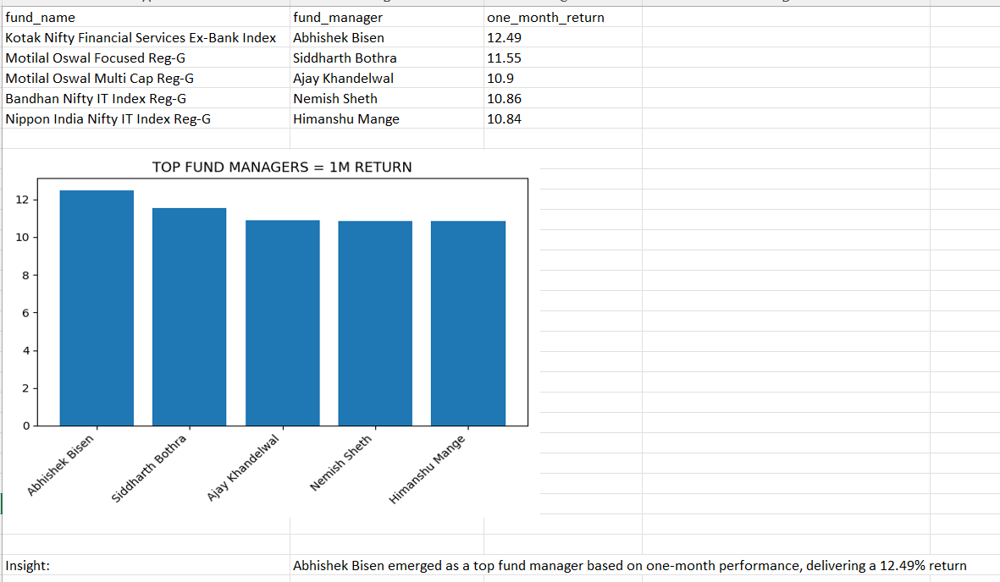 fund_name fund_manager one_month_return
Kotak Nifty Financial Services Ex-Bank Index Abhishek Bisen 12.49
Motilal Oswal Focused Reg-G Siddharth Bothra 11.55
Motilal Oswal Multi Cap Reg-G Ajay Khandelwal 10.9
Bandhan Nifty IT Index Reg-G Nemish Sheth 10.86
Nippon India Nifty IT Index Reg-G Himanshu Mange 10.84
TOP FUND MANAGERS = 1M RETURN
12
10
8
6
4
2
0
Abhishek Bisen
Siddharth Bothra
Ajay Khandelwal
Nemish Sheth
Himanshu Mange
Insight: Abhishek Bisen emerged as a top fund manager based on one-month performance, delivering a 12.49% return